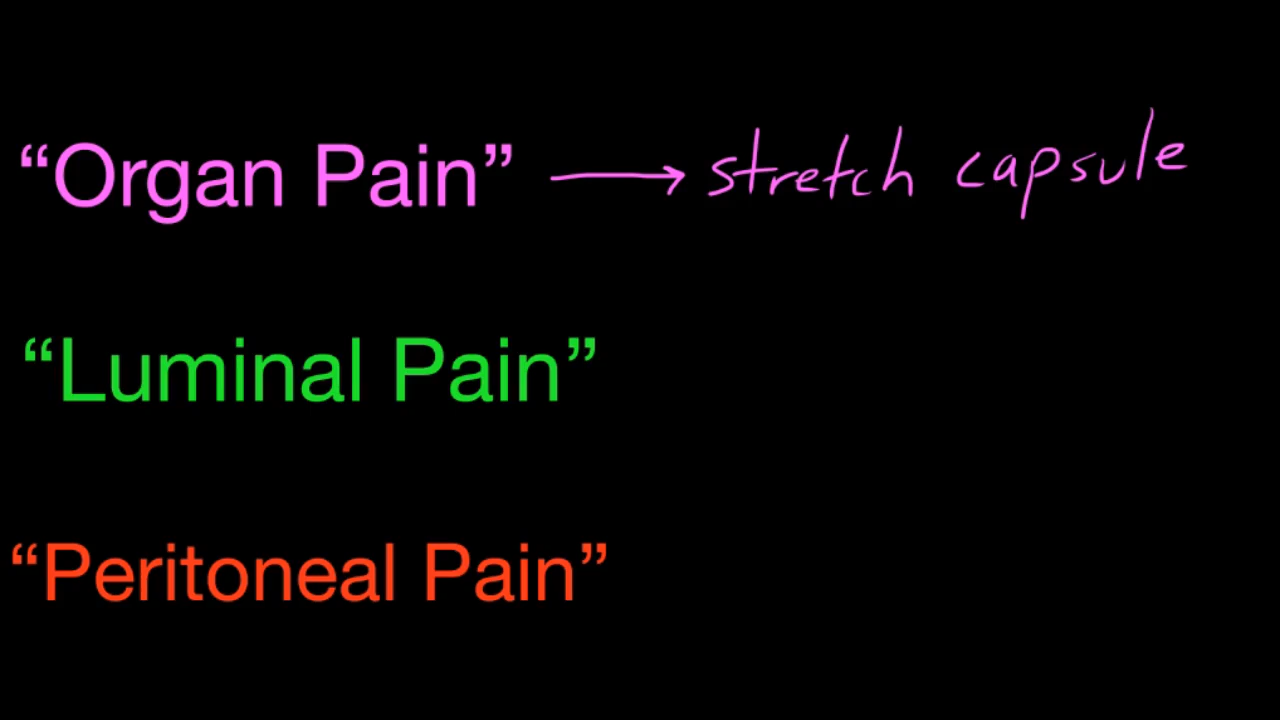 “Organ Pain” → stretch capsule
“Luminal Pain”
“Peritoneal Pain”